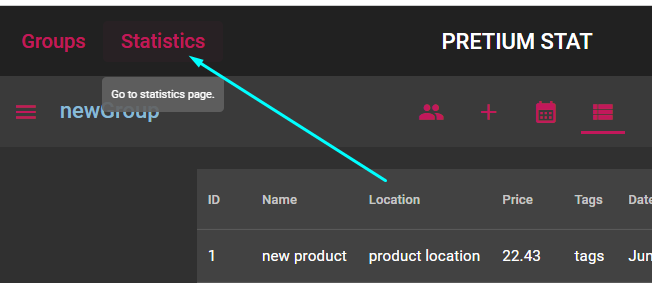 Groups Statistics PRETIUM STAT
Go to statistics page.
newGroup
ID Name Location Price Tags Date
1 new product product location 22.43 tags Jun